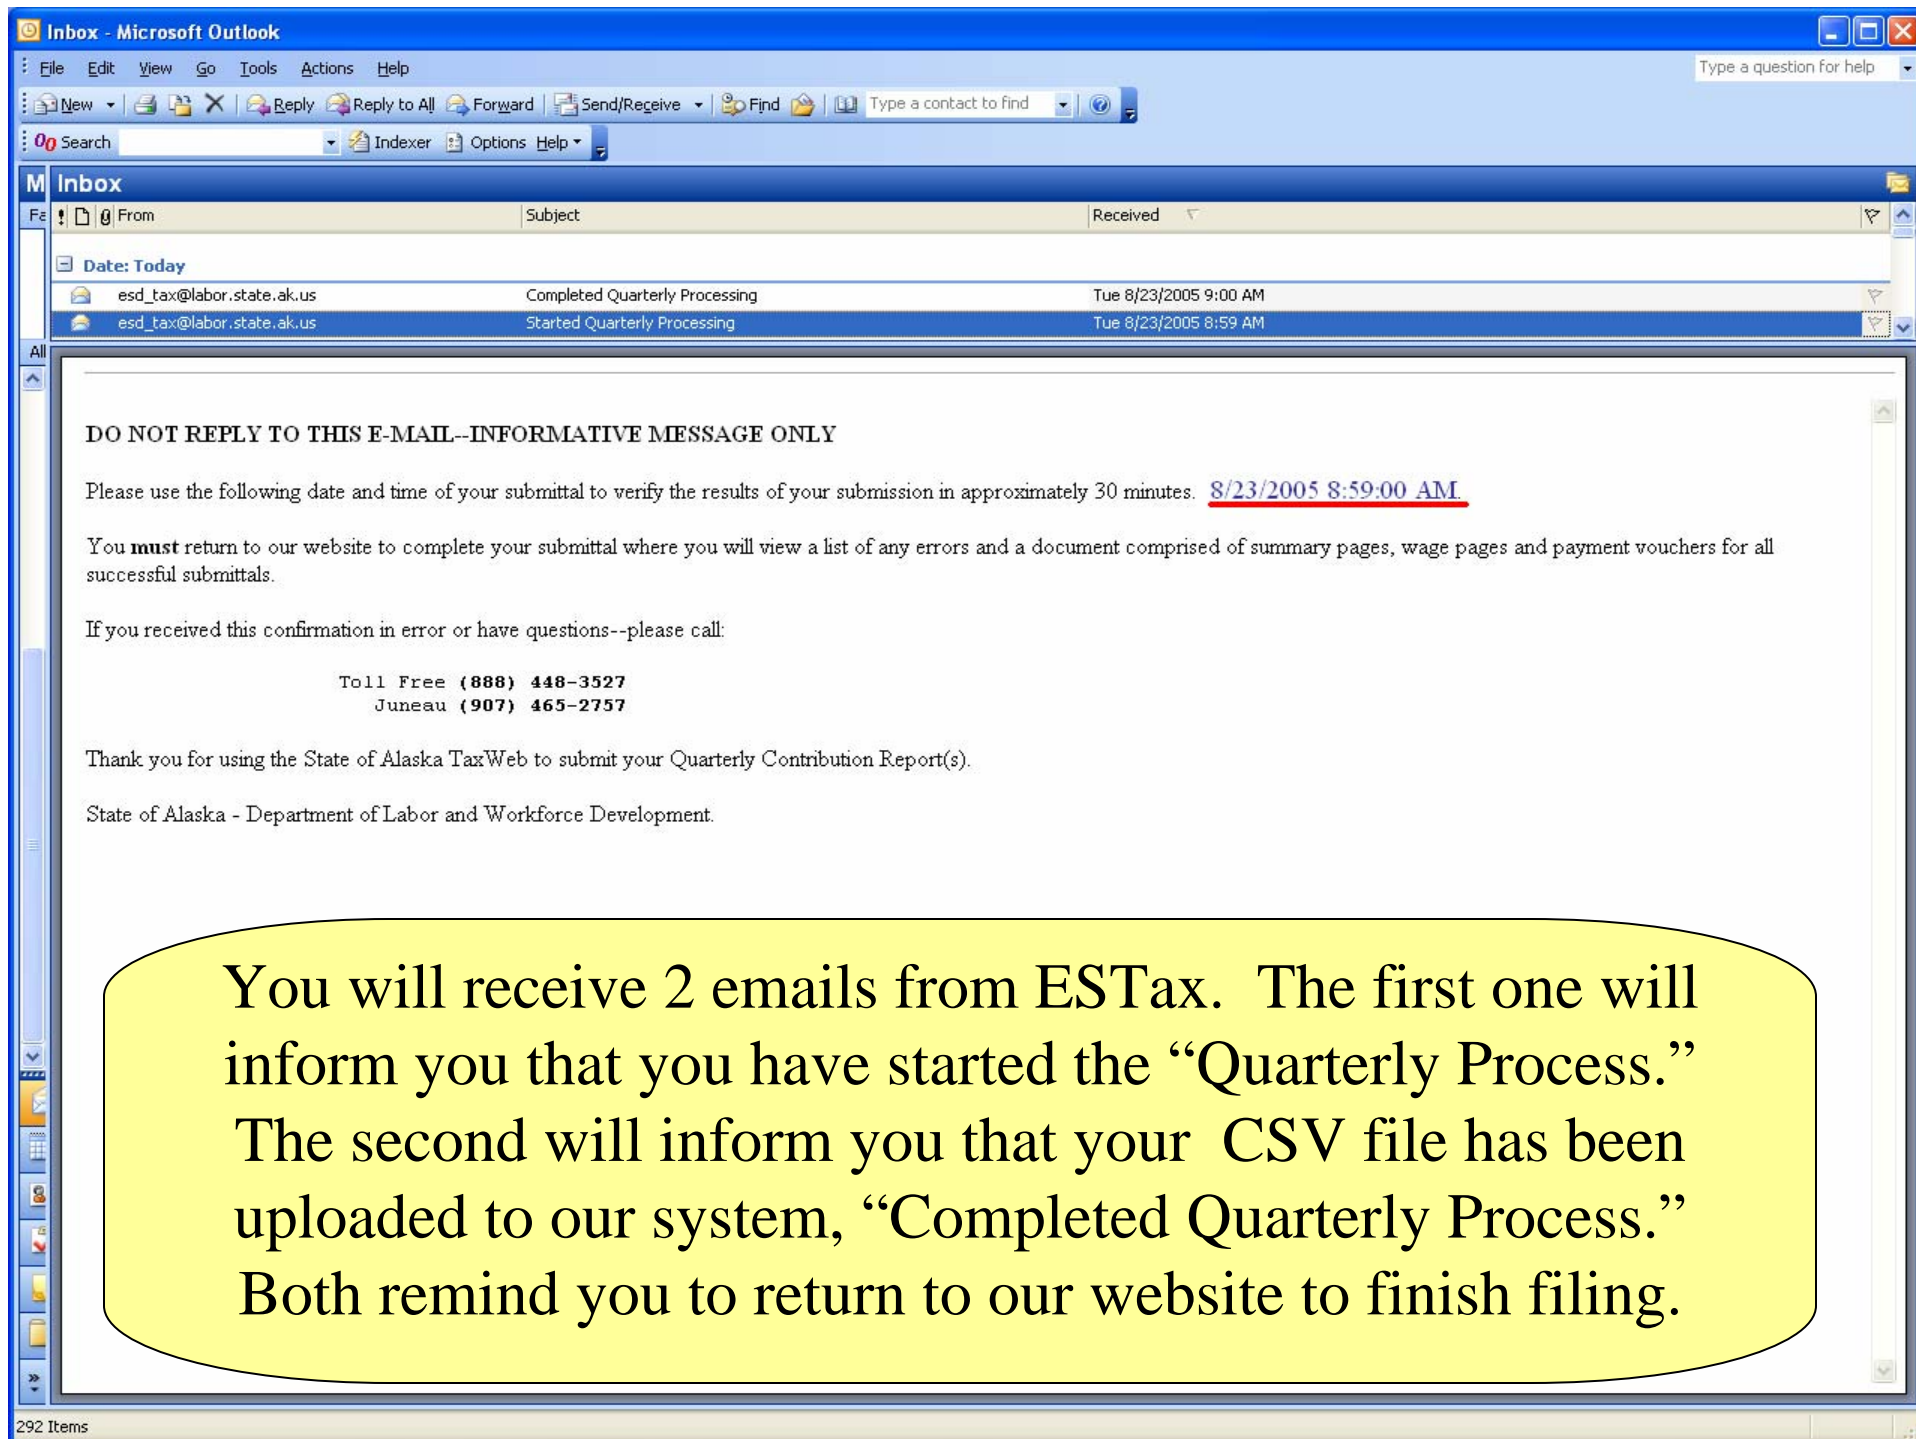 Inbox - Microsoft Outlook
File Edit View Go Tools Actions Help Type a question for help
New Reply Reply to All Forward Send/Receive Find Type a contact to find
Search Indexer Options Help
M Inbox
Fa From Subject Received
Date: Today
esd_tax@labor.state.ak.us Completed Quarterly Processing Tue 8/23/2005 9:00 AM
esd_tax@labor.state.ak.us Started Quarterly Processing Tue 8/23/2005 8:59 AM
All
DO NOT REPLY TO THIS E-MAIL--INFORMATIVE MESSAGE ONLY
Please use the following date and time of your submittal to verify the results of your submission in approximately 30 minutes. 8/23/2005 8:59:00 AM.
You must return to our website to complete your submittal where you will view a list of any errors and a document comprised of summary pages, wage pages and payment vouchers for all
successful submittals.
If you received this confirmation in error or have questions--please call:
Toll Free (888) 448-3527
Juneau (907) 465-2757
Thank you for using the State of Alaska TaxWeb to submit your Quarterly Contribution Report(s).
State of Alaska - Department of Labor and Workforce Development.
You will receive 2 emails from ESTax. The first one will
inform you that you have started the “Quarterly Process.”
The second will inform you that your CSV file has been
uploaded to our system, “Completed Quarterly Process.”
Both remind you to return to our website to finish filing.
292 Items